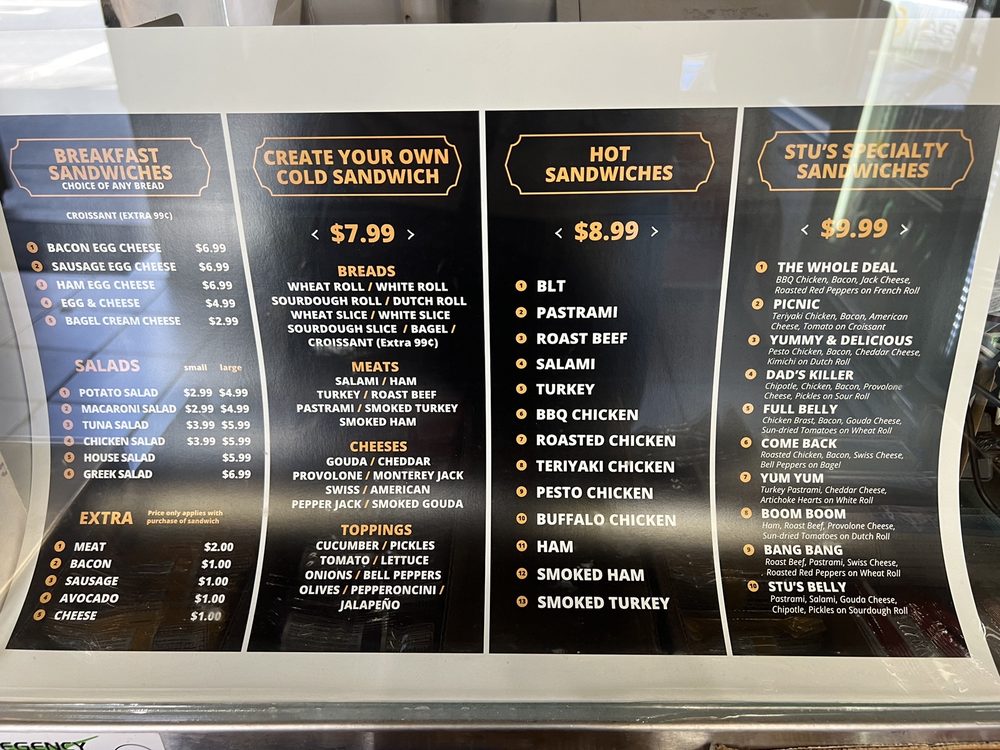 BREAKFAST
SANDWICHES
CHOICE OF ANY BREAD
CROISSANT (EXTRA 99¢)
1 BACON EGG CHEESE $6.99
2 SAUSAGE EGG CHEESE $6.99
3 HAM EGG CHEESE $6.99
4 EGG & CHEESE $4.99
5 BAGEL CREAM CHEESE $2.99
SALADS small large
1 POTATO SALAD $2.99 $4.99
2 MACARONI SALAD $2.99 $4.99
3 TUNA SALAD $3.99 $5.99
4 CHICKEN SALAD $3.99 $5.99
5 HOUSE SALAD $5.99
6 GREEK SALAD $6.99
EXTRA Price only applies with
purchase of sandwich
1 MEAT $2.00
2 BACON $1.00
3 SAUSAGE $1.00
4 AVOCADO $1.00
5 CHEESE $1.00
CREATE YOUR OWN
COLD SANDWICH
< $7.99 >
BREADS
WHEAT ROLL / WHITE ROLL
SOURDOUGH ROLL / DUTCH ROLL
WHEAT SLICE / WHITE SLICE
SOURDOUGH SLICE / BAGEL /
CROISSANT (Extra 99¢)
MEATS
SALAMI / HAM
TURKEY / ROAST BEEF
PASTRAMI / SMOKED TURKEY
SMOKED HAM
CHEESES
GOUDA / CHEDDAR
PROVOLONE / MONTEREY JACK
SWISS / AMERICAN
PEPPER JACK / SMOKED GOUDA
TOPPINGS
CUCUMBER / PICKLES
TOMATO / LETTUCE
ONIONS / BELL PEPPERS
OLIVES / PEPPERONCINI /
JALAPEÑO
HOT
SANDWICHES
< $8.99 >
1 BLT
2 PASTRAMI
3 ROAST BEEF
4 SALAMI
5 TURKEY
6 BBQ CHICKEN
7 ROASTED CHICKEN
8 TERIYAKI CHICKEN
9 PESTO CHICKEN
10 BUFFALO CHICKEN
11 HAM
12 SMOKED HAM
13 SMOKED TURKEY
STU'S SPECIALTY
SANDWICHES
< $9.99 >
1 THE WHOLE DEAL
BBQ Chicken, Bacon, Jack Cheese,
Roasted Red Peppers on French Roll
2 PICNIC
Teriyaki Chicken, Bacon, American
Cheese, Tomato on Croissant
3 YUMMY & DELICIOUS
Pesto Chicken, Bacon, Cheddar Cheese,
Kimichi on Dutch Roll
4 DAD'S KILLER
Chipotle, Chicken, Bacon, Provolone
Cheese, Pickles on Sour Roll
5 FULL BELLY
Chicken Brast, Bacon, Gouda Cheese,
Sun-dried Tomatoes on Wheat Roll
6 COME BACK
Roasted Chicken, Bacon, Swiss Cheese,
Bell Peppers on Bagel
7 YUM YUM
Turkey Pastrami, Cheddar Cheese,
Artichoke Hearts on White Roll
8 BOOM BOOM
Ham, Roast Beef, Provolone Cheese,
Sun-dried Tomatoes on Dutch Roll
9 BANG BANG
Roast Beef, Pastrami, Swiss Cheese,
Roasted Red Peppers on Wheat Roll
10 STU'S BELLY
Pastrami, Salami, Gouda Cheese,
Chipotle, Pickles on Sourdough Roll
EGENCY